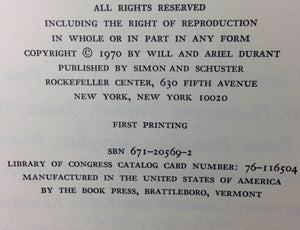 ALL RIGHTS RESERVED
INCLUDING THE RIGHT OF REPRODUCTION
IN WHOLE OR IN PART IN ANY FORM
COPYRIGHT © 1970 BY WILL AND ARIEL DURANT
PUBLISHED BY SIMON AND SCHUSTER
ROCKEFELLER CENTER, 630 FIFTH AVENUE
NEW YORK, NEW YORK 10020
FIRST PRINTING
SBN 671-20569-2
LIBRARY OF CONGRESS CATALOG CARD NUMBER: 76-116504
MANUFACTURED IN THE UNITED STATES OF AMERICA
BY THE BOOK PRESS, BRATTLEBORO, VERMONT